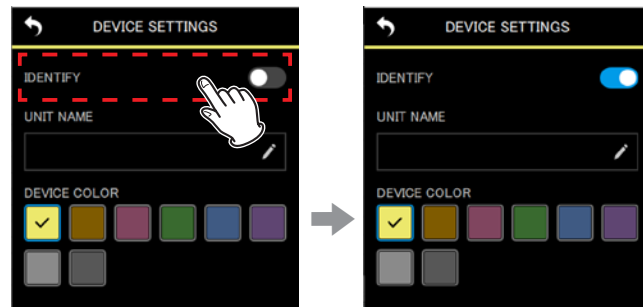 DEVICE SETTINGS
IDENTIFY
UNIT NAME
DEVICE COLOR
DEVICE SETTINGS
IDENTIFY
UNIT NAME
DEVICE COLOR